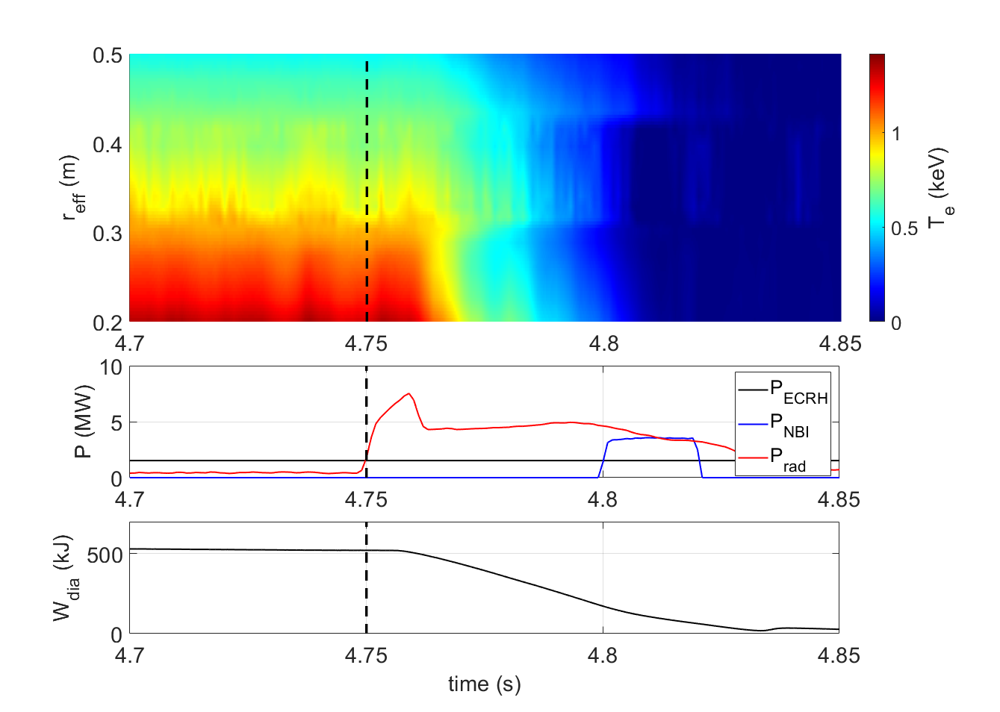 0.5
0.4
0.3
0.2
r_eff (m)
4.7 4.75 4.8 4.85
1
0.5
0
T_e (keV)
10
5
0
P (MW)
P_ECRH
P_NBI
P_rad
4.7 4.75 4.8 4.85
500
0
W_dia (kJ)
4.7 4.75 4.8 4.85
time (s)